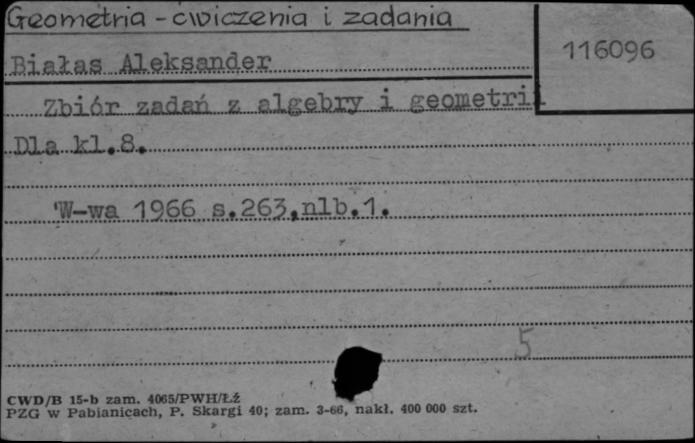 Geometria - ćwiczenia i zadania
116096
Białas Aleksander
Zbiór zadań z algebry i geometrii
Dla kl.8.
W-wa 1966 s.263,nlb.1.
5
CWD/B 15-b zam. 4065/PWH/Łź
PZG w Pabianicach, P. Skargi 40; zam. 3-66, nakł. 400 000 szt.